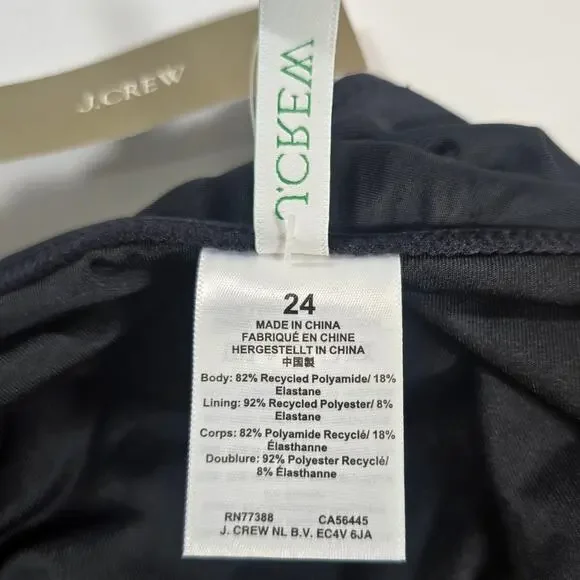 J.CREW
J.CREW
24
MADE IN CHINA
FABRIQUÉ EN CHINE
HERGESTELLT IN CHINA
中国製
Body: 82% Recycled Polyamide/ 18%
Elastane
Lining: 92% Recycled Polyester/ 8%
Elastane
Corps: 82% Polyamide Recyclé/ 18%
Élasthanne
Doublure: 92% Polyester Recyclé/
8% Élasthanne
RN77388 CA56445
J. CREW NL B.V. EC4V 6JA